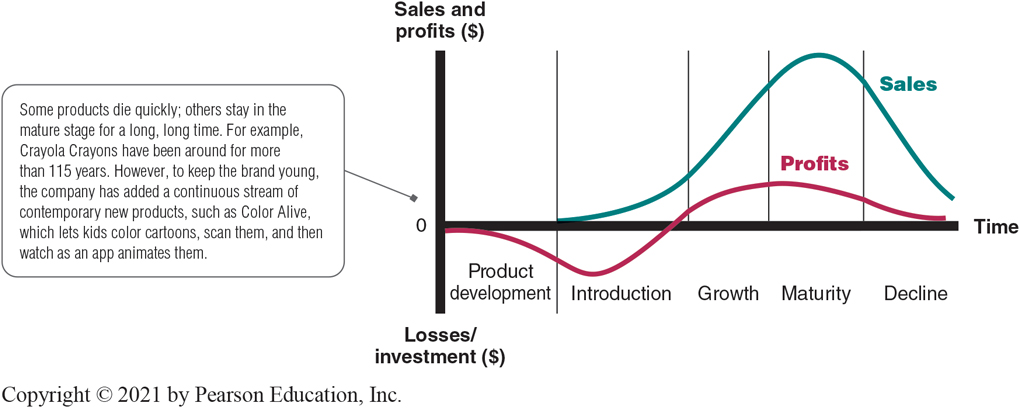 Sales and
profits ($)
Some products die quickly; others stay in the
mature stage for a long, long time. For example,
Crayola Crayons have been around for more
than 115 years. However, to keep the brand young,
the company has added a continuous stream of
contemporary new products, such as Color Alive,
which lets kids color cartoons, scan them, and then
watch as an app animates them.
Sales
Profits
0
Time
Product
development
Introduction
Growth
Maturity
Decline
Losses/
investment ($)
Copyright © 2021 by Pearson Education, Inc.